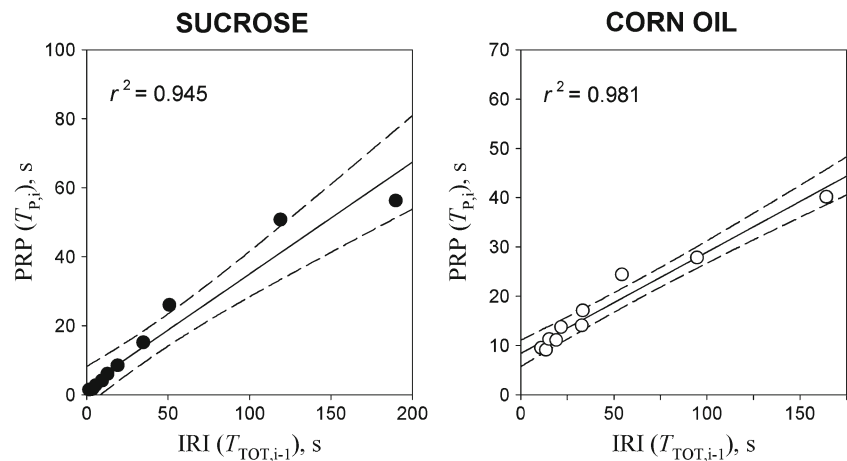 SUCROSE
r² = 0.945
PRP (T_P,i), s
100
80
60
40
20
0
0 50 100 150 200
IRI (T_TOT,i-1), s
CORN OIL
r² = 0.981
PRP (T_P,i), s
70
60
50
40
30
20
10
0
0 50 100 150
IRI (T_TOT,i-1), s